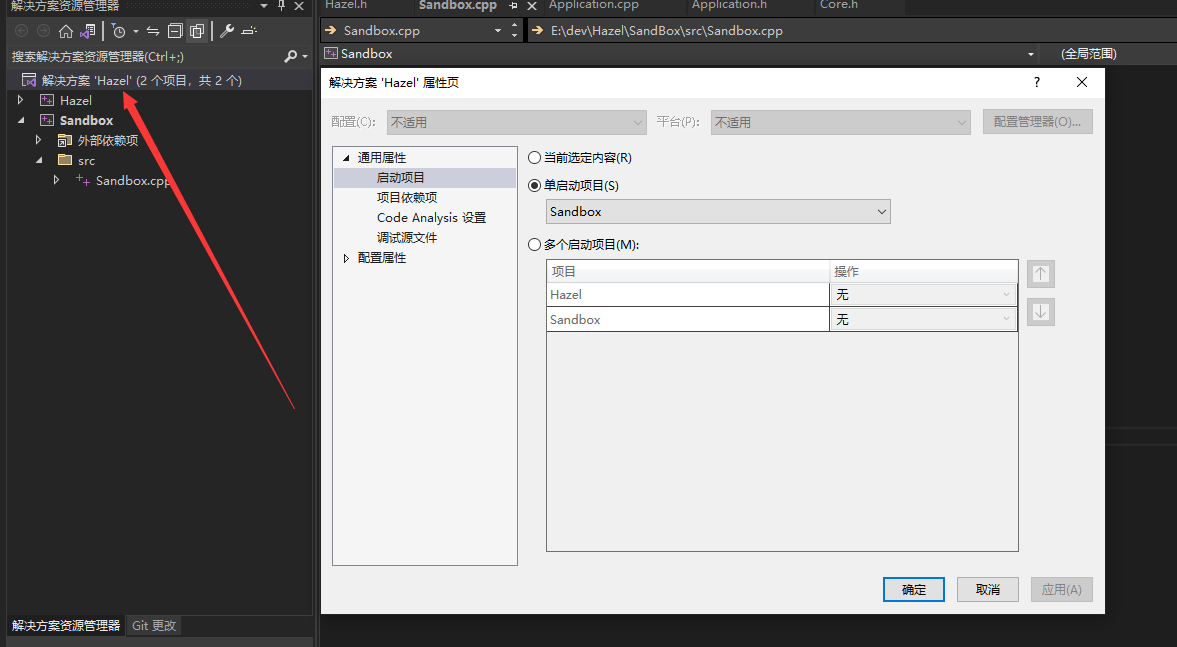 解决方案资源管理器
Hazel.h
Sandbox.cpp
Application.cpp
Application.h
Core.h
Sandbox.cpp
E:\dev\Hazel\SandBox\src\Sandbox.cpp
搜索解决方案资源管理器(Ctrl+;)
Sandbox
(全局范围)
解决方案 'Hazel' (2 个项目，共 2 个)
Hazel
Sandbox
外部依赖项
src
Sandbox.cpp
解决方案 'Hazel' 属性页
?
配置(C):
不适用
平台(P):
不适用
配置管理器(O)...
通用属性
启动项目
项目依赖项
Code Analysis 设置
调试源文件
配置属性
当前选定内容(R)
单启动项目(S)
Sandbox
多个启动项目(M):
项目
操作
Hazel
无
Sandbox
无
确定
取消
应用(A)
解决方案资源管理器
Git 更改